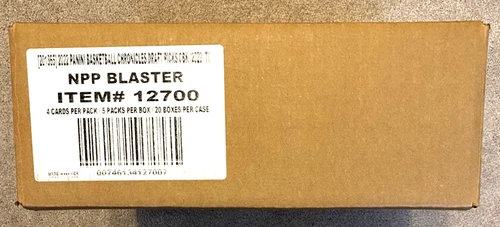 2022 PANINI BASKETBALL CHRONICLES DRAFT PICKS
NPP BLASTER
ITEM# 12700
4 CARDS PER PACK 5 PACKS PER BOX 20 BOXES PER CASE
00746134127007